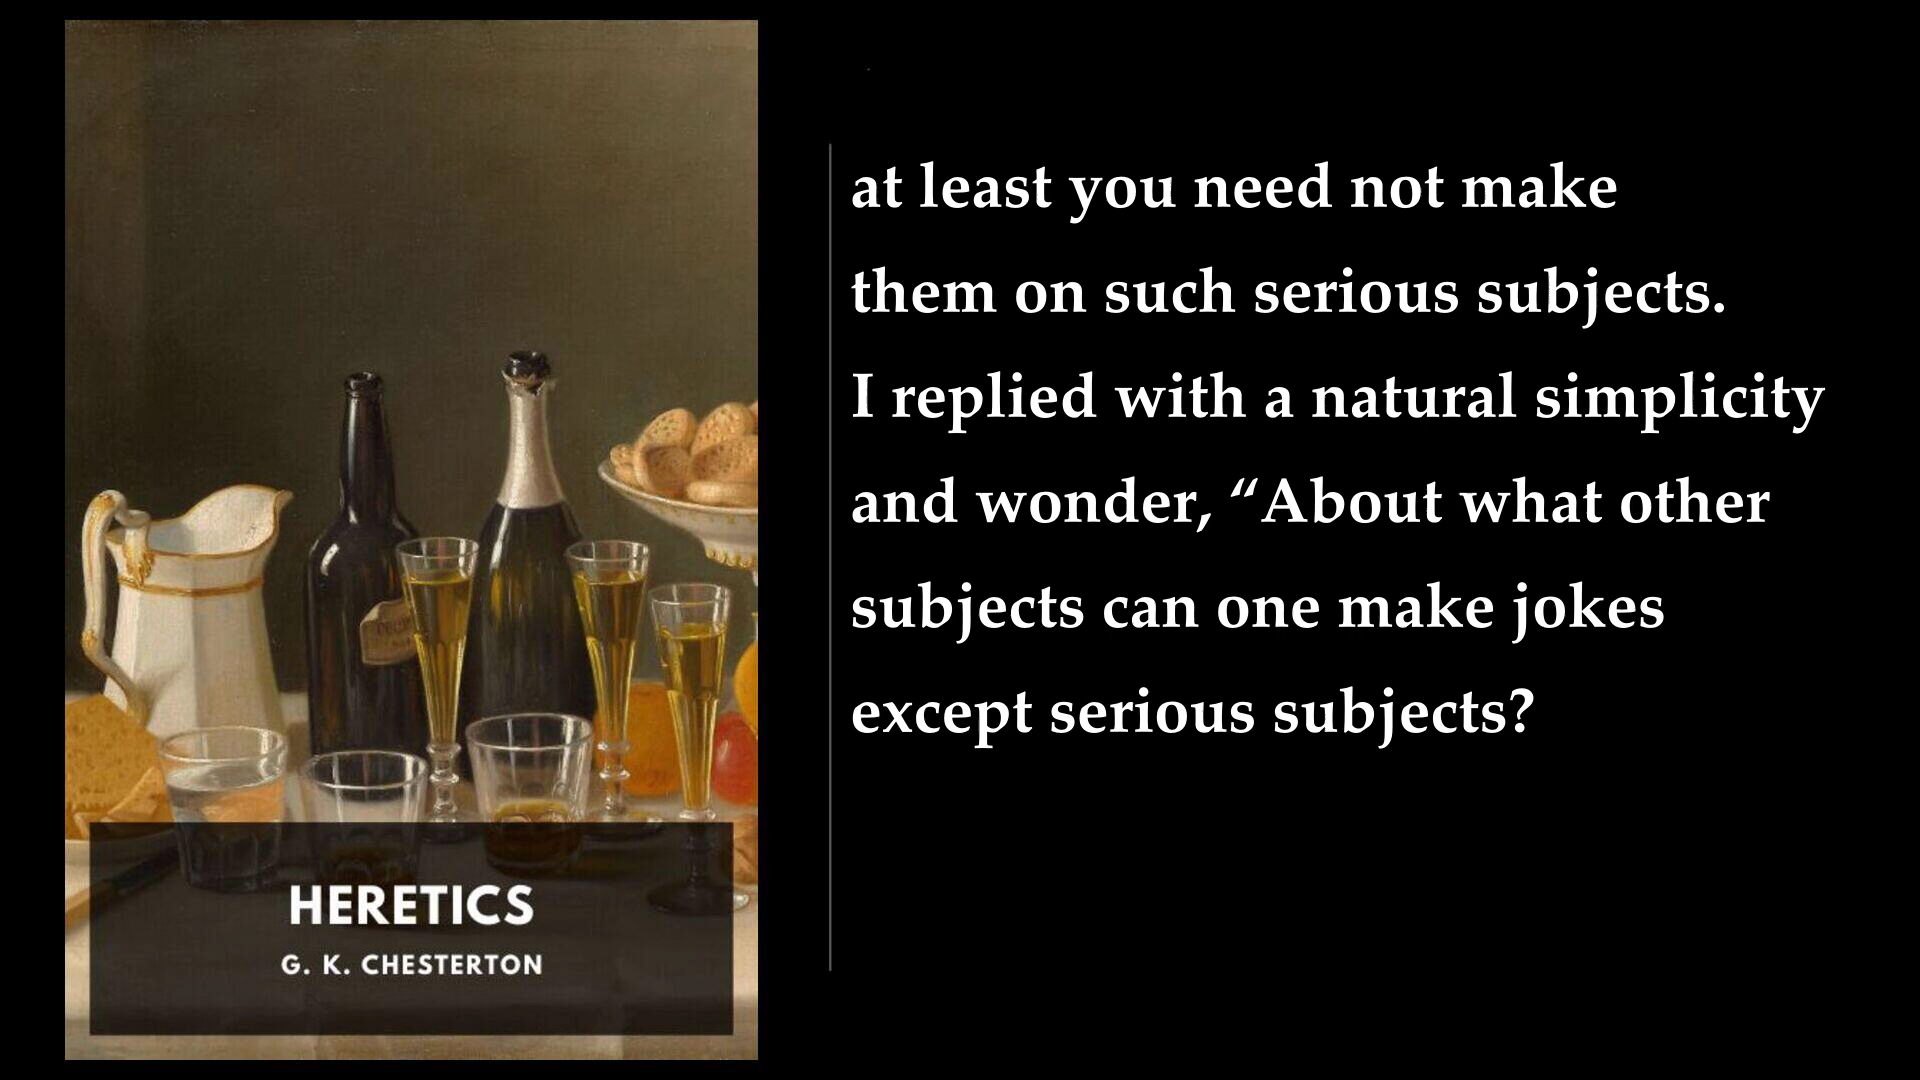 at least you need not make
them on such serious subjects.
I replied with a natural simplicity
and wonder, “About what other
subjects can one make jokes
except serious subjects?
HERETICS
G. K. CHESTERTON